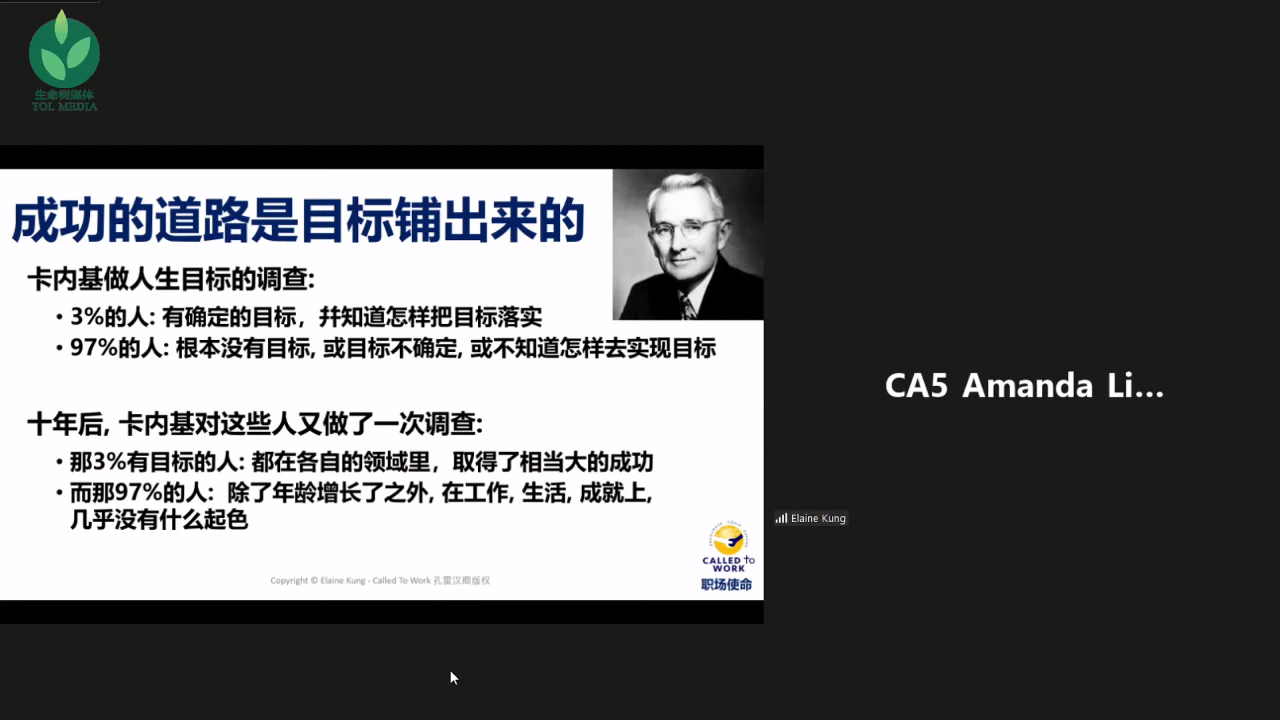 生命微媒体
TOL MEDIA
成功的道路是目标铺出来的
卡内基做人生目标的调查:
• 3%的人: 有确定的目标，幷知道怎样把目标落实
• 97%的人: 根本没有目标, 或目标不确定, 或不知道怎样去实现目标
十年后, 卡内基对这些人又做了一次调查:
• 那3%有目标的人: 都在各自的领域里，取得了相当大的成功
• 而那97%的人: 除了年龄增长了之外, 在工作, 生活, 成就上,
几乎没有什么起色
Copyright © Elaine Kung - Called To Work 孔雷汉卿版权
CALLED to
WORK
职场使命
CA5 Amanda Li...
Elaine Kung